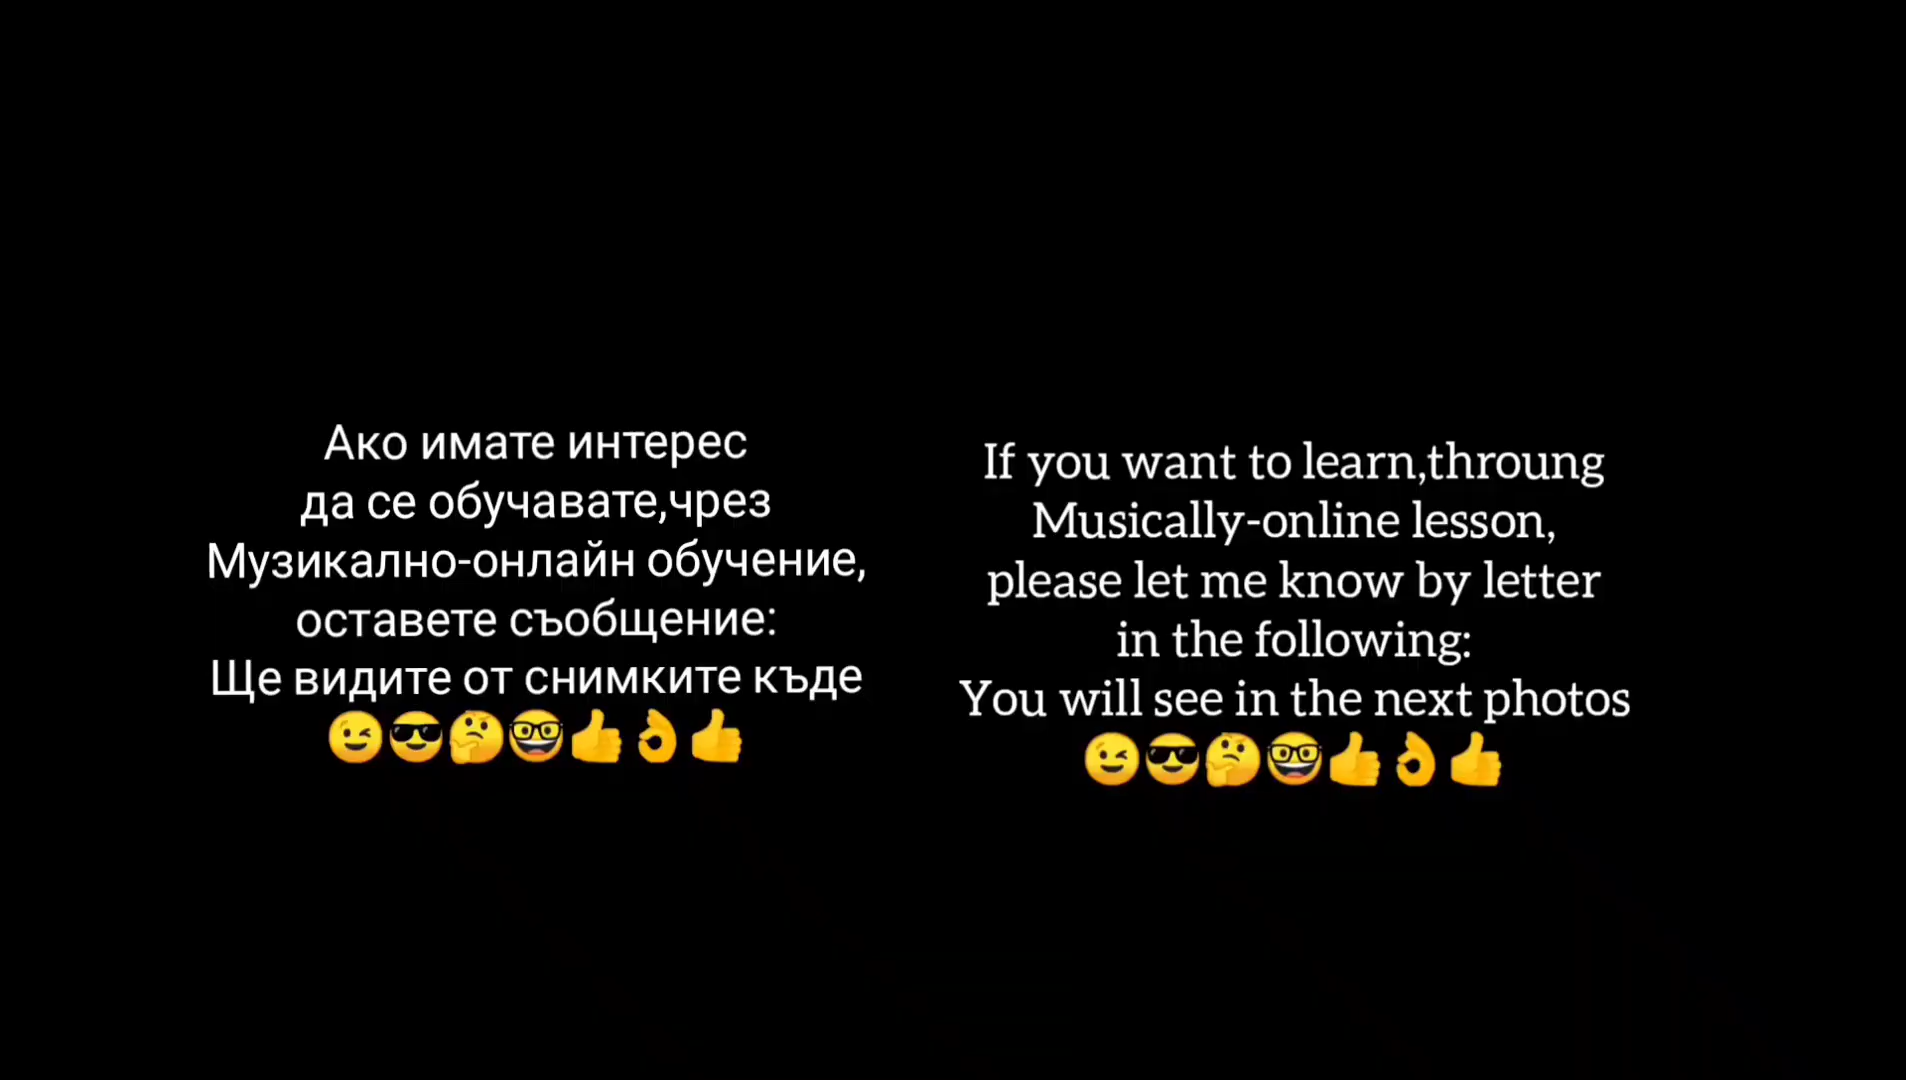 Ако имате интерес
да се обучавате,чрез
Музикално-онлайн обучение,
оставете съобщение:
Ще видите от снимките къде
😉😎🤔🤓👍👌👍
If you want to learn,throung
Musically-online lesson,
please let me know by letter
in the following:
You will see in the next photos
😉😎🤔🤓👍👌👍